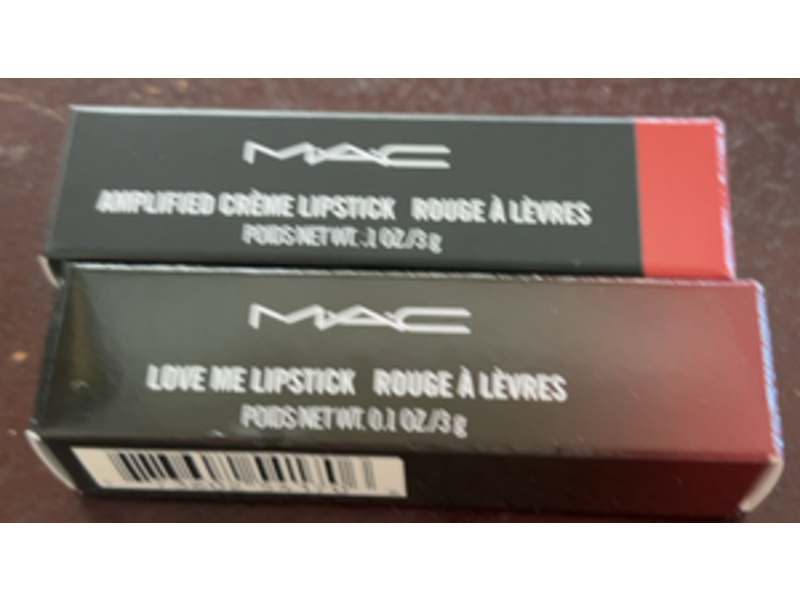 MAC
AMPLIFIED CRÈME LIPSTICK ROUGE À LÈVRES
POIDS NET WT. .1 OZ/3 g
MAC
LOVE ME LIPSTICK ROUGE À LÈVRES
POIDS NET WT. 0.1 OZ/3 g